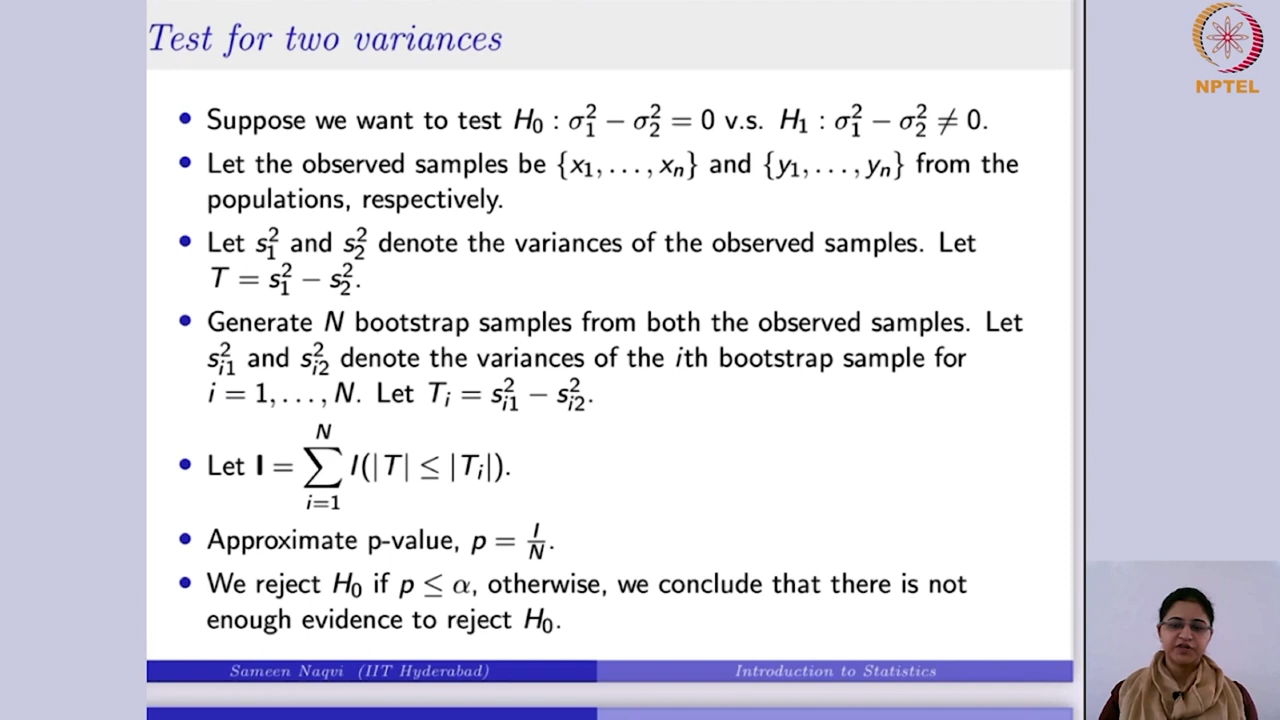 Test for two variances
NPTEL
• Suppose we want to test H₀ : σ₁² − σ₂² = 0 v.s. H₁ : σ₁² − σ₂² ≠ 0.
• Let the observed samples be {x₁, . . . , xₙ} and {y₁, . . . , yₙ} from the
populations, respectively.
• Let s₁² and s₂² denote the variances of the observed samples. Let
T = s₁² − s₂².
• Generate N bootstrap samples from both the observed samples. Let
sᵢ₁² and sᵢ₂² denote the variances of the ith bootstrap sample for
i = 1, . . . , N. Let Tᵢ = sᵢ₁² − sᵢ₂².
• Let I = ∑_{i=1}^{N} I(|T| ≤ |Tᵢ|).
• Approximate p-value, p = I/N.
• We reject H₀ if p ≤ α, otherwise, we conclude that there is not
enough evidence to reject H₀.
Sameen Naqvi (IIT Hyderabad) Introduction to Statistics